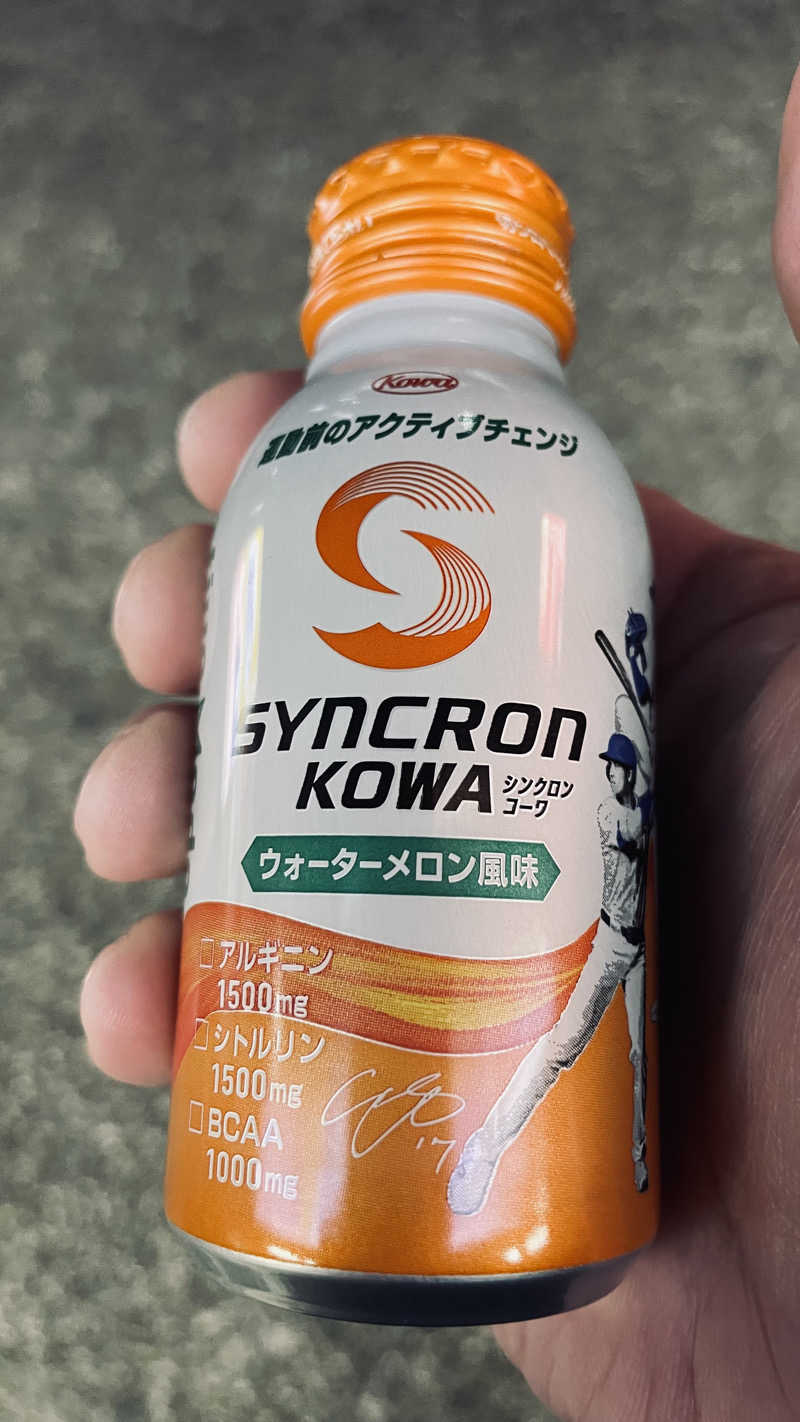 Kowa
運動前のアクティブチェンジ
SYNCRON
KOWA
シンクロン
コーワ
ウォーターメロン風味
アルギニン
1500mg
シトルリン
1500mg
BCAA
1000mg
17